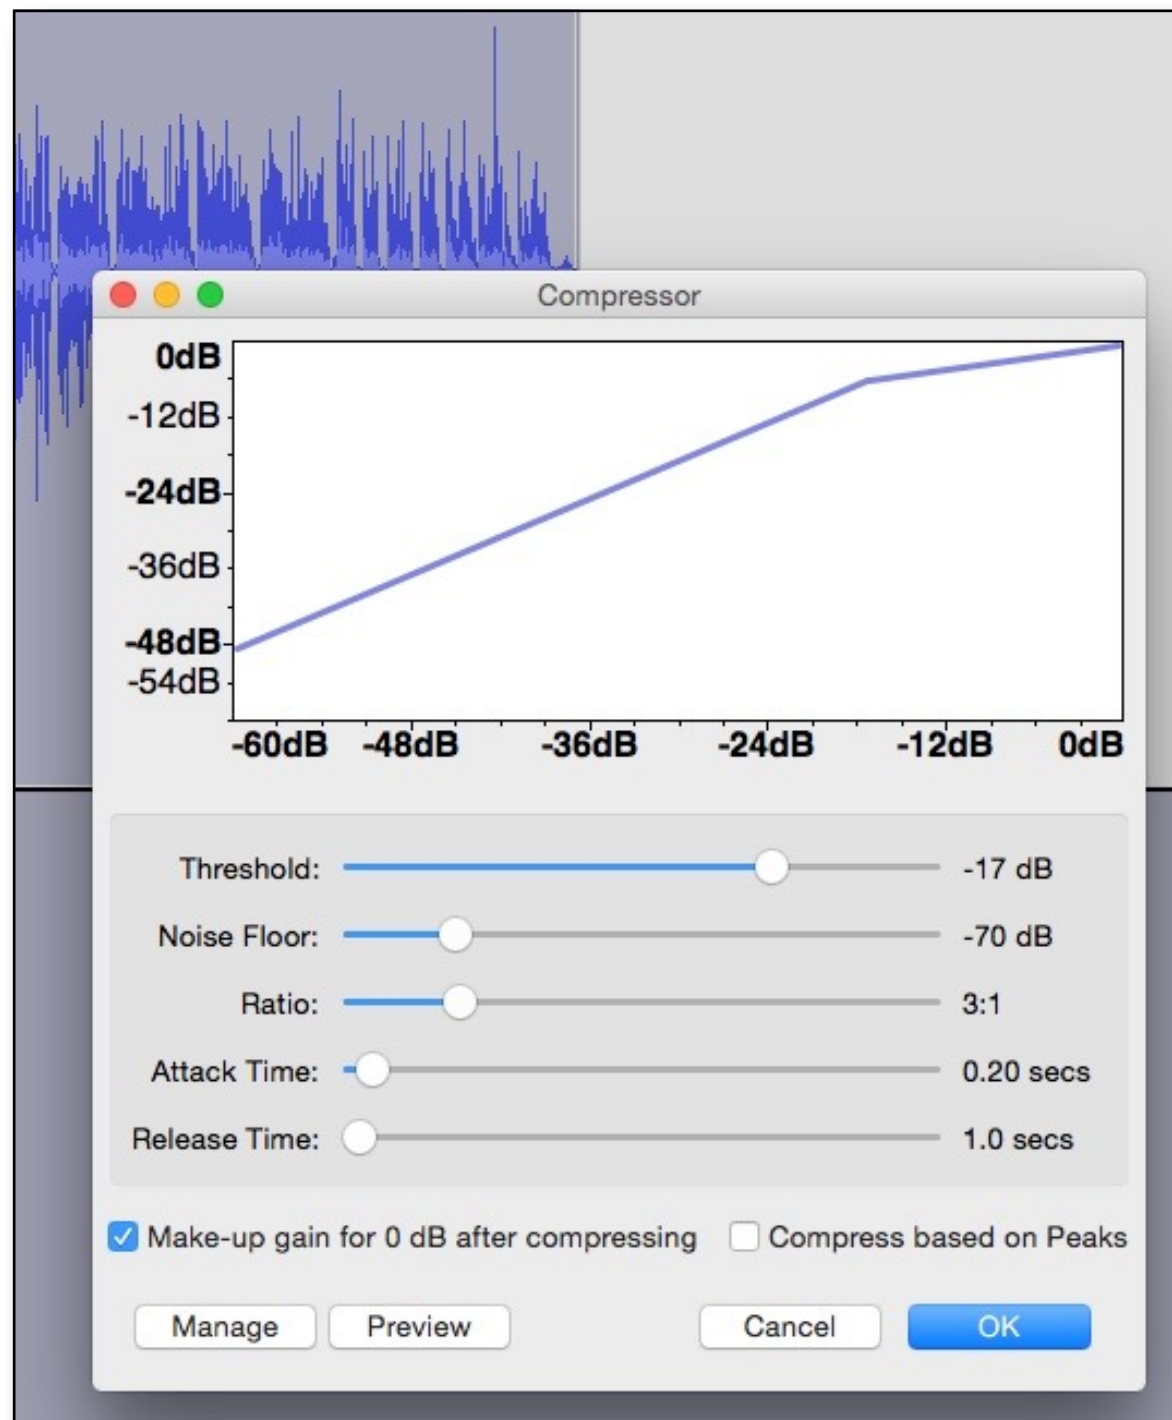 Compressor
0dB
-12dB
-24dB
-36dB
-48dB
-54dB
-60dB -48dB -36dB -24dB -12dB 0dB
Threshold: -17 dB
Noise Floor: -70 dB
Ratio: 3:1
Attack Time: 0.20 secs
Release Time: 1.0 secs
Make-up gain for 0 dB after compressing Compress based on Peaks
Manage Preview Cancel OK